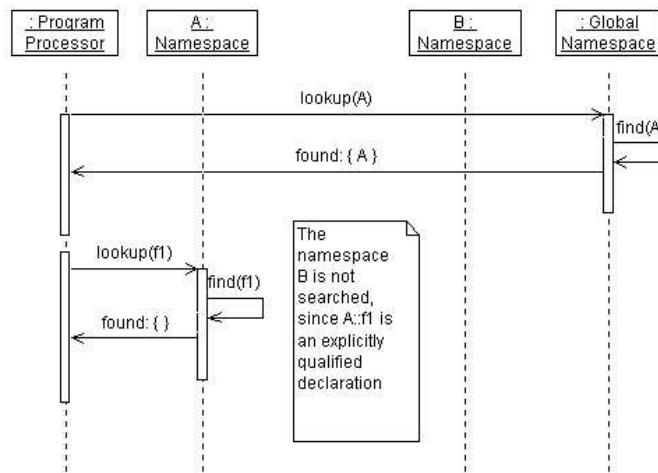 : Program
Processor
A :
Namespace
B :
Namespace
: Global
Namespace
lookup(A)
find(A
found: { A }
lookup(f1)
find(f1)
found: { }
The
namespace
B is not
searched,
since A::f1 is
an explicitly
qualified
declaration